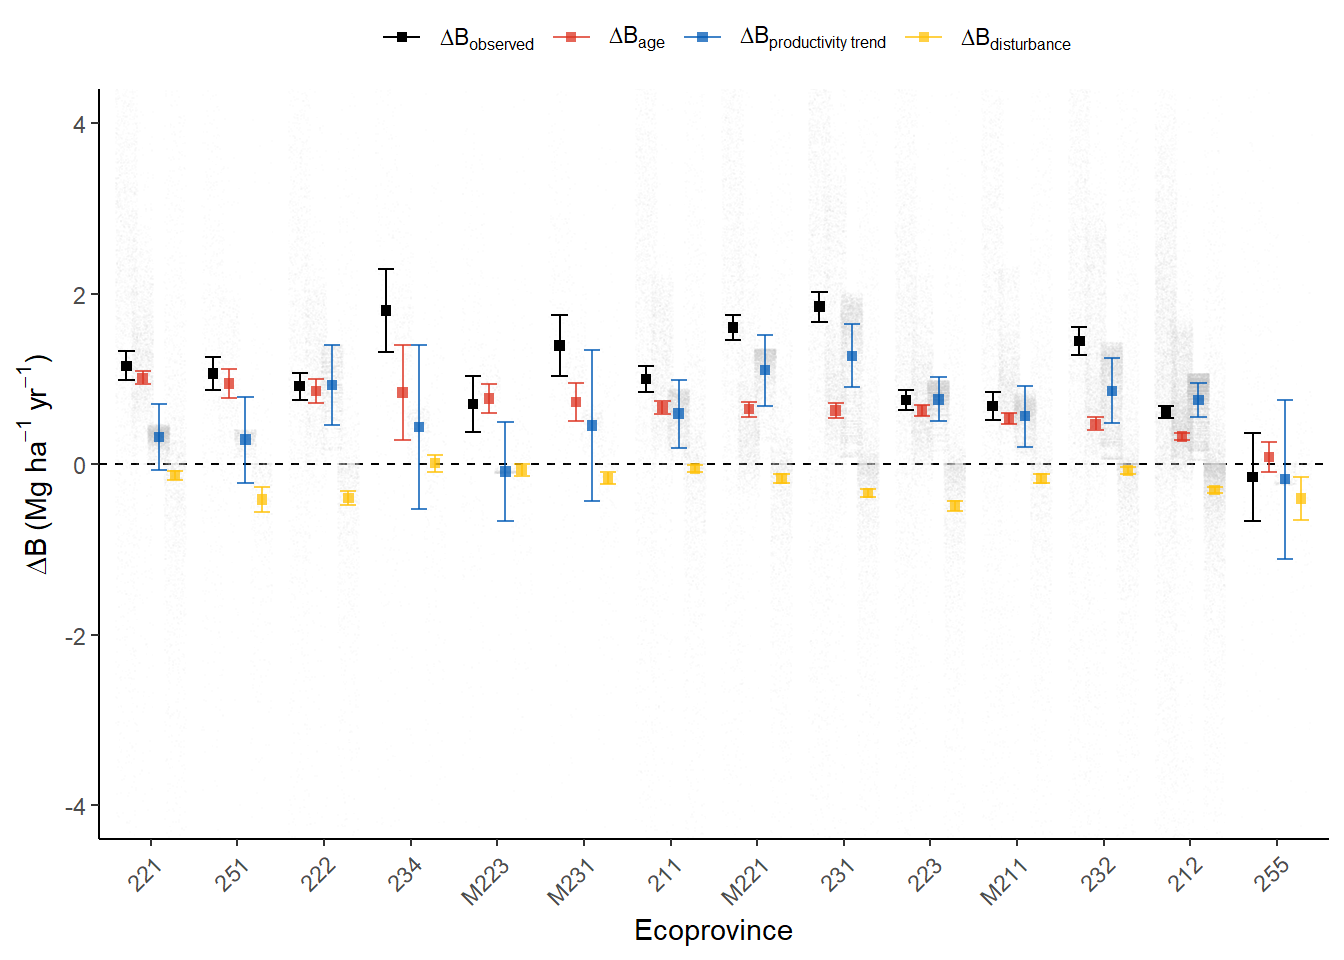 ΔBobserved ΔBage ΔBproductivity trend ΔBdisturbance
4
2
0
-2
-4
ΔB (Mg ha⁻¹ yr⁻¹)
221 251 222 234 M223 M231 211 M221 231 223 M211 232 212 255
Ecoprovince